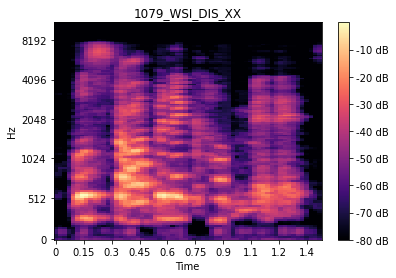 1079_WSI_DIS_XX
8192
4096
2048
1024
512
0
Hz
0 0.15 0.3 0.45 0.6 0.75 0.9 1.1 1.2 1.4
Time
-10 dB
-20 dB
-30 dB
-40 dB
-50 dB
-60 dB
-70 dB
-80 dB